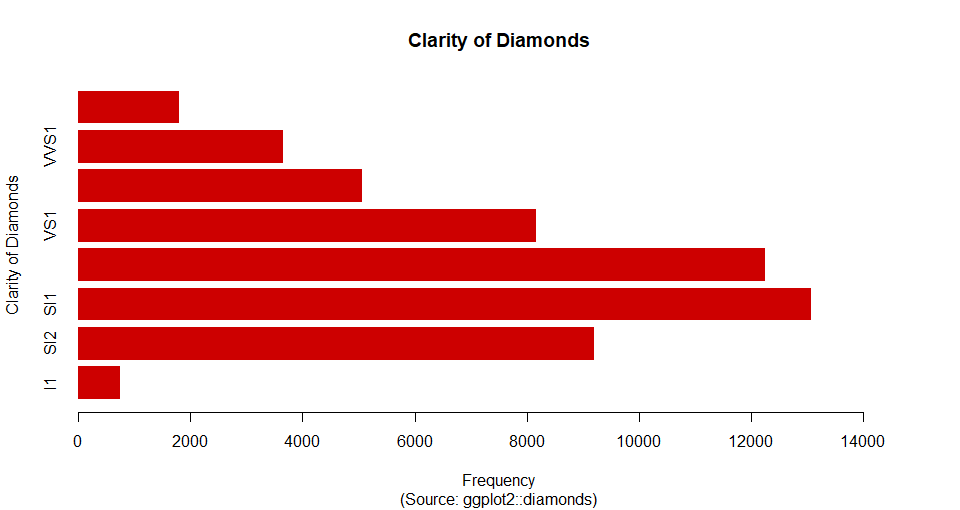 Clarity of Diamonds
Clarity of Diamonds
VVS1
VS1
SI1
SI2
I1
0 2000 4000 6000 8000 10000 12000 14000
Frequency
(Source: ggplot2::diamonds)